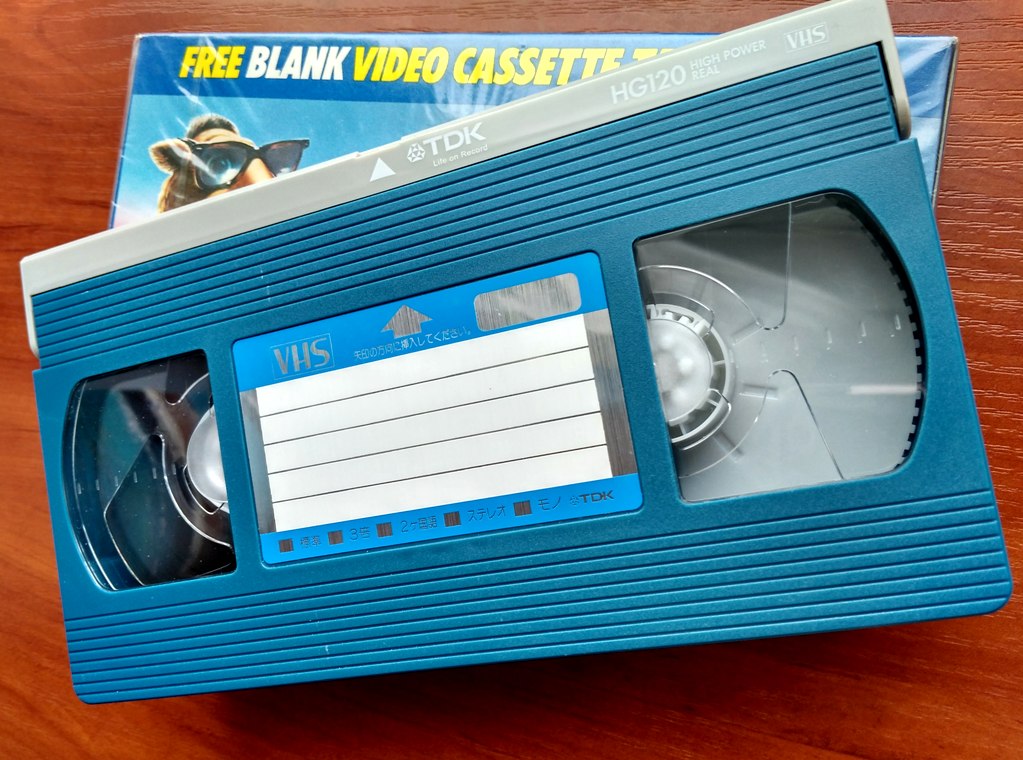 FREE BLANK VIDEO CASSETTE
VHS
HIGH POWER
HG120 REAL
TDK
Life on Record
VHS
矢印の方向に挿入してください。
標準 3倍 2ヶ国語 ステレオ モノ TDK